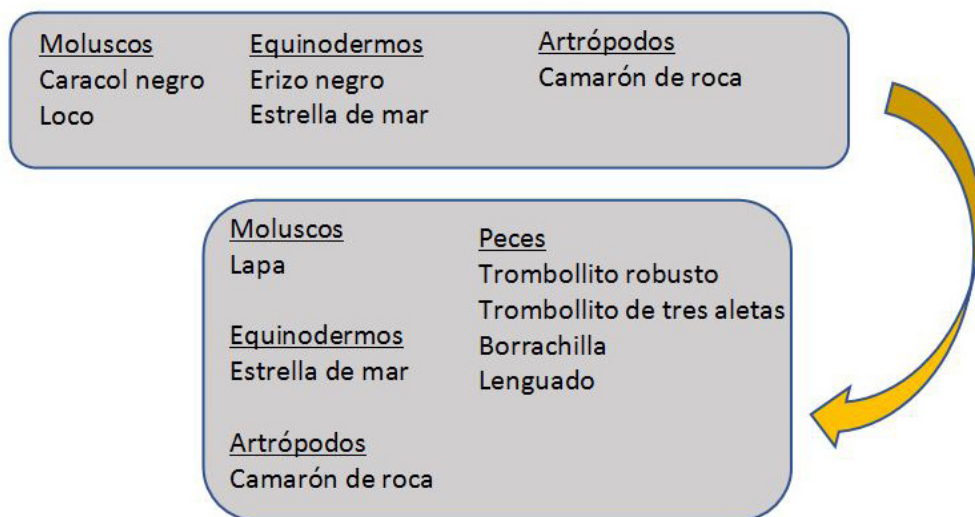 Moluscos
Caracol negro
Loco
Equinodermos
Erizo negro
Estrella de mar
Artrópodos
Camarón de roca
Moluscos
Lapa
Equinodermos
Estrella de mar
Artrópodos
Camarón de roca
Peces
Trombollito robusto
Trombollito de tres aletas
Borrachilla
Lenguado